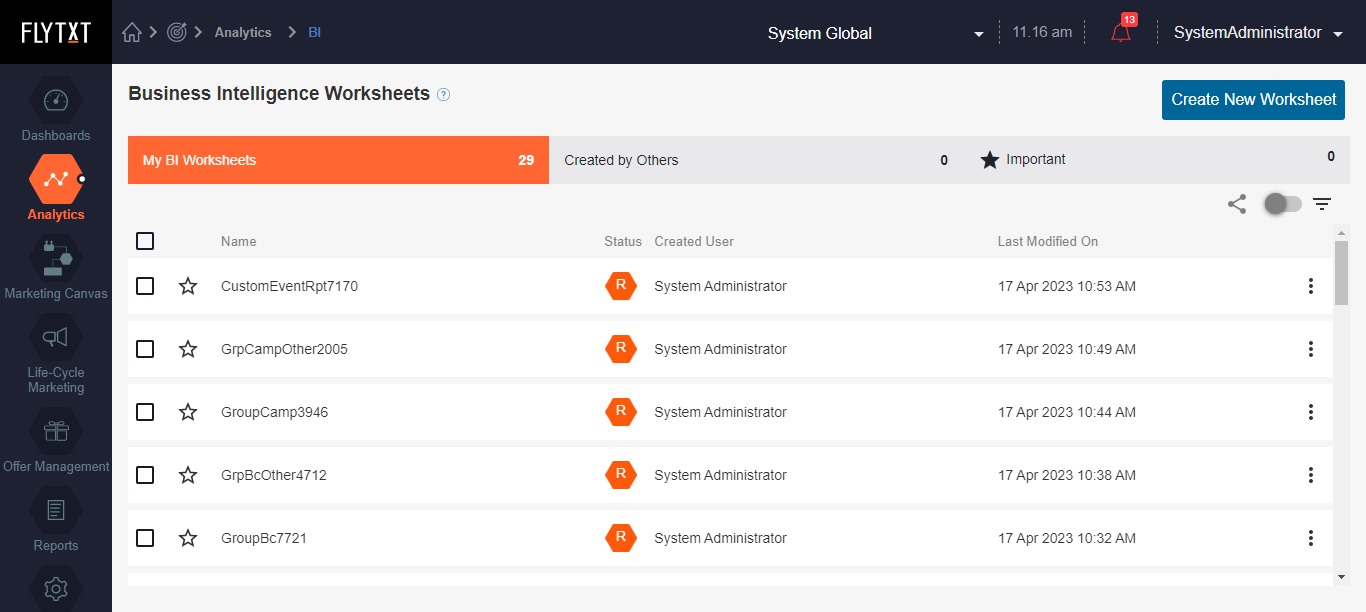 FLYTXT
Analytics
BI
System Global
11.16 am
13
SystemAdministrator
Dashboards
Analytics
Marketing Canvas
Life-Cycle
Marketing
Offer Management
Reports
Business Intelligence Worksheets ?
Create New Worksheet
My BI Worksheets 29
Created by Others 0
Important 0
Name Status Created User Last Modified On
CustomEventRpt7170 R System Administrator 17 Apr 2023 10:53 AM
GrpCampOther2005 R System Administrator 17 Apr 2023 10:49 AM
GroupCamp3946 R System Administrator 17 Apr 2023 10:44 AM
GrpBcOther4712 R System Administrator 17 Apr 2023 10:38 AM
GroupBc7721 R System Administrator 17 Apr 2023 10:32 AM